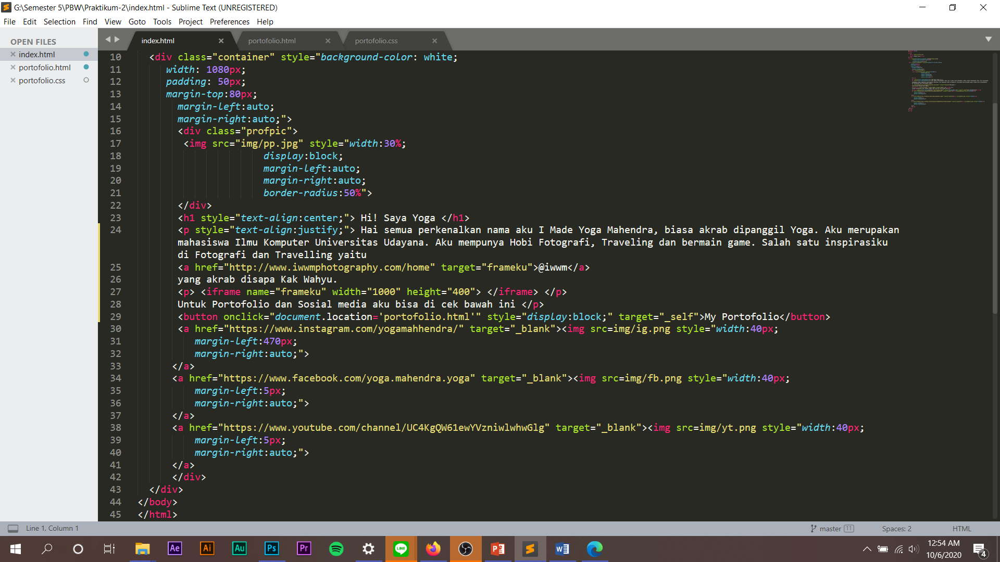 G:\Semester 5\PBW\Praktikum-2\index.html - Sublime Text (UNREGISTERED)
File Edit Selection Find View Goto Tools Project Preferences Help
OPEN FILES
index.html
portofolio.html
portofolio.css
index.html portofolio.html portofolio.css
10 <div class="container" style="background-color: white;
11 width: 1080px;
12 padding: 50px;
13 margin-top:80px;
14 margin-left:auto;
15 margin-right:auto;">
16 <div class="profpic">
17 <img src="img/pp.jpg" style="width:30%;
18 display:block;
19 margin-left:auto;
20 margin-right:auto;
21 border-radius:50%">
22 </div>
23 <h1 style="text-align:center;"> Hi! Saya Yoga </h1>
24 <p style="text-align:justify;"> Hai semua perkenalkan nama aku I Made Yoga Mahendra, biasa akrab dipanggil Yoga. Aku merupakan
mahasiswa Ilmu Komputer Universitas Udayana. Aku mempunya Hobi Fotografi, Traveling dan bermain game. Salah satu inspirasiku
di Fotografi dan Travelling yaitu
25 <a href="http://www.iwwmphotography.com/home" target="frameku">@iwwm</a>
26 yang akrab disapa Kak Wahyu.
27 <p> <iframe name="frameku" width="1000" height="400"> </iframe> </p>
28 Untuk Portofolio dan Sosial media aku bisa di cek bawah ini </p>
29 <button onclick="document.location='portofolio.html'" style="display:block;" target="_self">My Portofolio</button>
30 <a href="https://www.instagram.com/yogamahhendra/" target="_blank"><img src=img/ig.png style="width:40px;
31 margin-left:470px;
32 margin-right:auto;">
33 </a>
34 <a href="https://www.facebook.com/yoga.mahendra.yoga" target="_blank"><img src=img/fb.png style="width:40px;
35 margin-left:5px;
36 margin-right:auto;">
37 </a>
38 <a href="https://www.youtube.com/channel/UC4KgQW61ewYVzniwlwhwGlg" target="_blank"><img src=img/yt.png style="width:40px;
39 margin-left:5px;
40 margin-right:auto;">
41 </a>
42 </div>
43 </div>
44 </body>
45 </html>
Line 1, Column 1 master 11 Spaces: 2 HTML
Ae Ai Au Ps Pr LINE
12:54 AM
10/6/2020
4